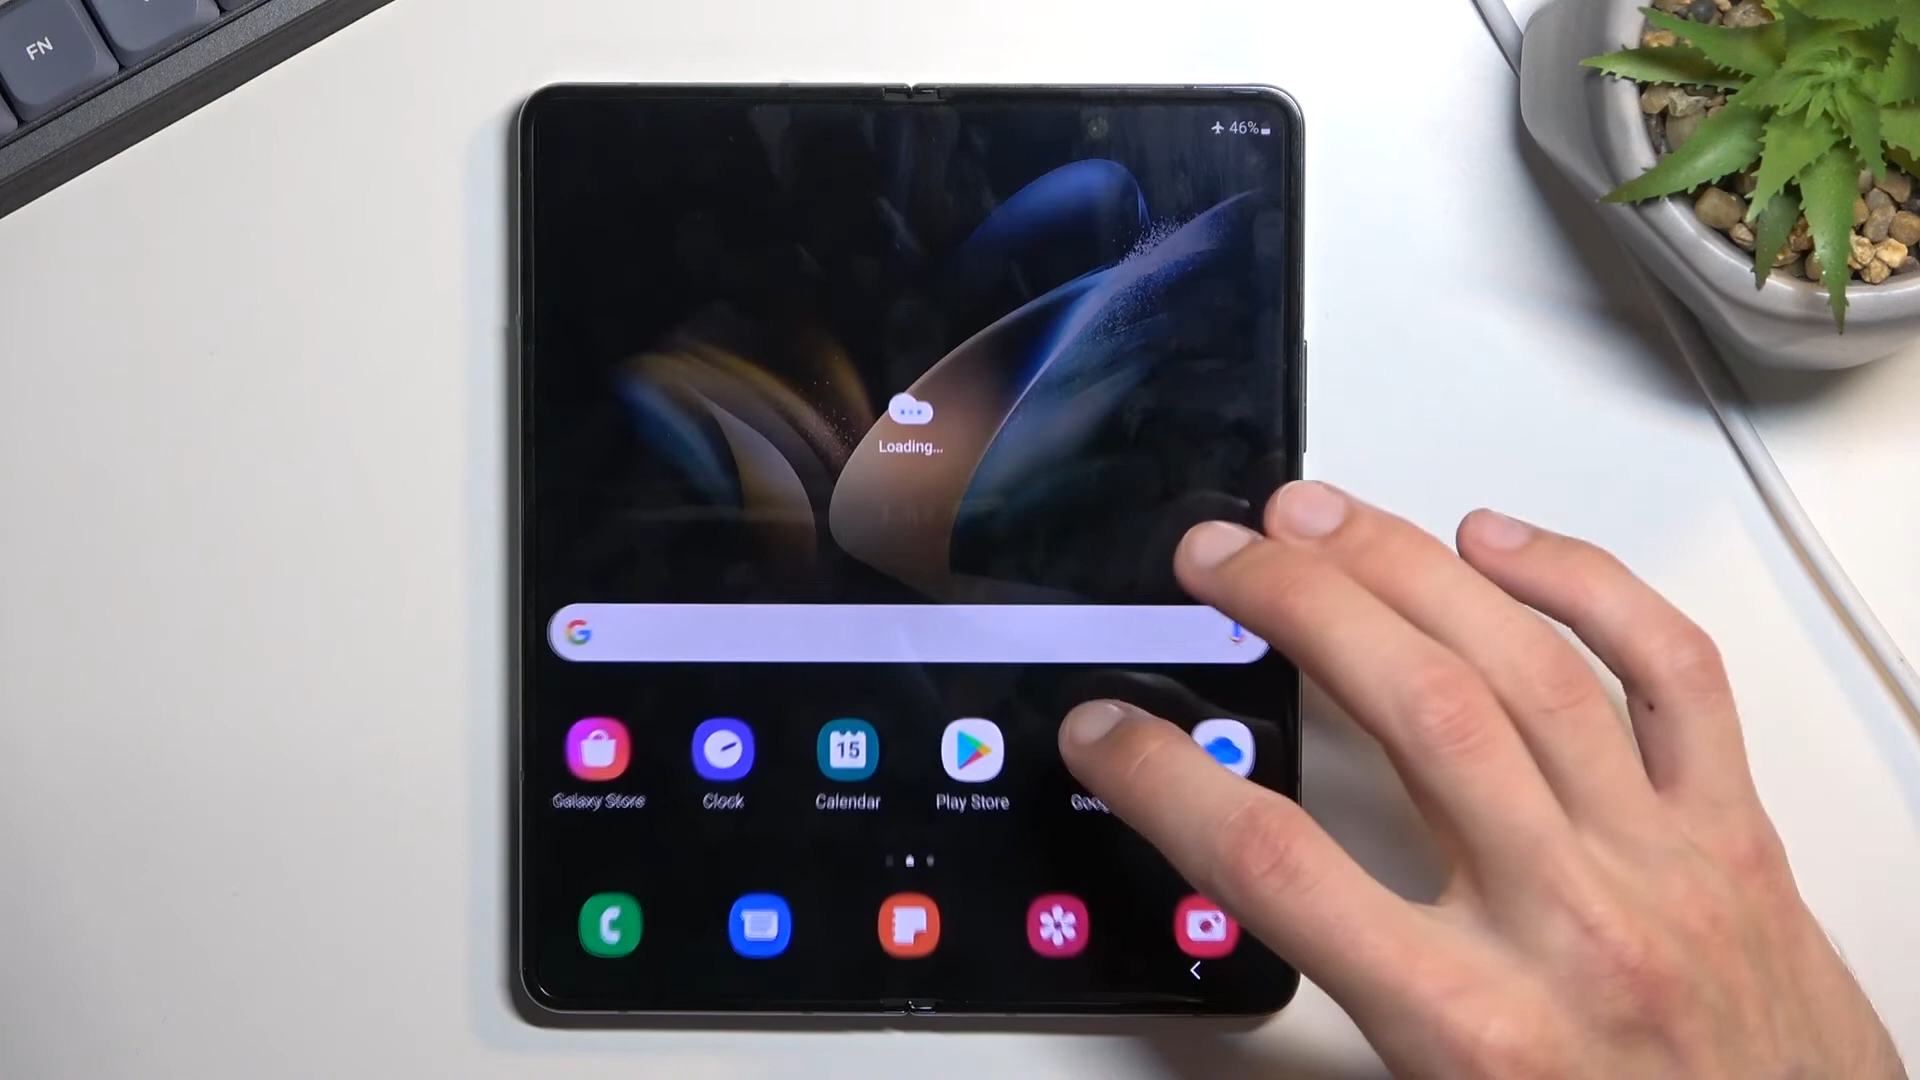 FN
46%
Loading...
G
15
Galaxy Store
Clock
Calendar
Play Store